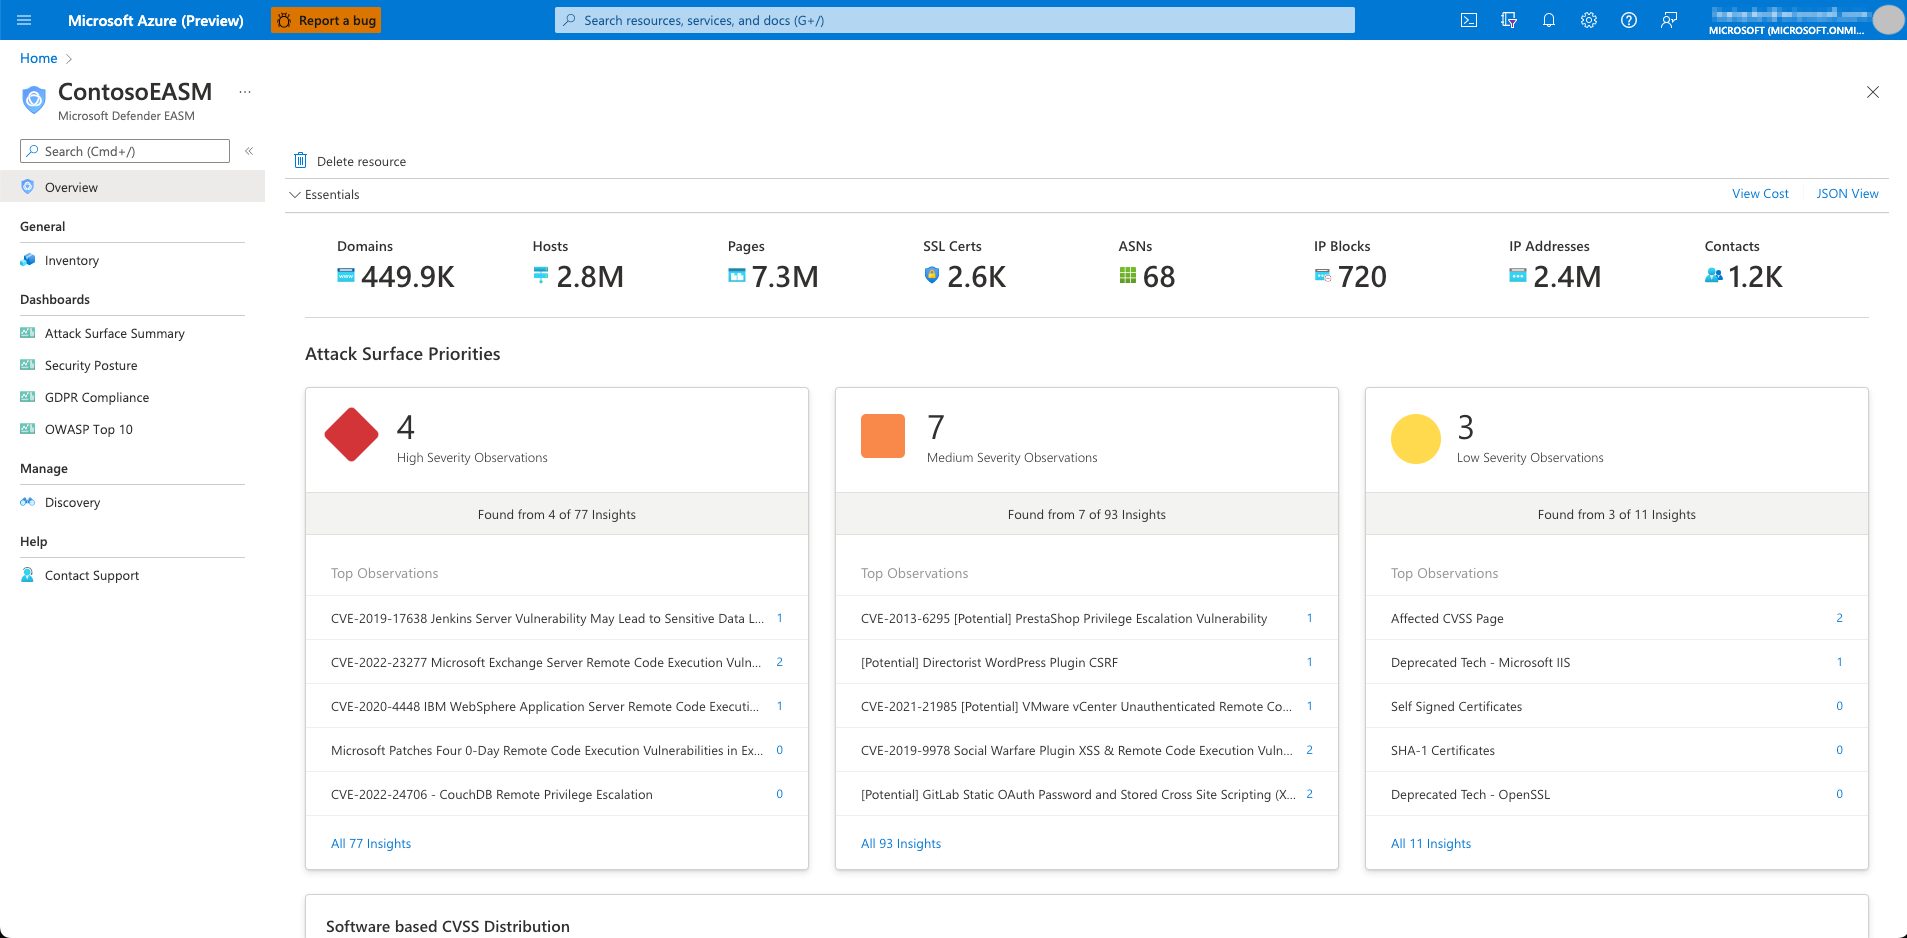 Microsoft Azure (Preview)
Report a bug
Search resources, services, and docs (G+/)
MICROSOFT (MICROSOFT.ONMI...
Home
ContosoEASM
...
Microsoft Defender EASM
Search (Cmd+/)
Overview
General
Inventory
Dashboards
Attack Surface Summary
Security Posture
GDPR Compliance
OWASP Top 10
Manage
Discovery
Help
Contact Support
Delete resource
Essentials
View Cost
JSON View
Domains
449.9K
Hosts
2.8M
Pages
7.3M
SSL Certs
2.6K
ASNs
68
IP Blocks
720
IP Addresses
2.4M
Contacts
1.2K
Attack Surface Priorities
4
High Severity Observations
Found from 4 of 77 Insights
Top Observations
CVE-2019-17638 Jenkins Server Vulnerability May Lead to Sensitive Data L... 1
CVE-2022-23277 Microsoft Exchange Server Remote Code Execution Vuln... 2
CVE-2020-4448 IBM WebSphere Application Server Remote Code Executi... 1
Microsoft Patches Four 0-Day Remote Code Execution Vulnerabilities in Ex... 0
CVE-2022-24706 - CouchDB Remote Privilege Escalation 0
All 77 Insights
7
Medium Severity Observations
Found from 7 of 93 Insights
Top Observations
CVE-2013-6295 [Potential] PrestaShop Privilege Escalation Vulnerability 1
[Potential] Directorist WordPress Plugin CSRF 1
CVE-2021-21985 [Potential] VMware vCenter Unauthenticated Remote Co... 1
CVE-2019-9978 Social Warfare Plugin XSS & Remote Code Execution Vuln... 2
[Potential] GitLab Static OAuth Password and Stored Cross Site Scripting (X... 2
All 93 Insights
3
Low Severity Observations
Found from 3 of 11 Insights
Top Observations
Affected CVSS Page 2
Deprecated Tech - Microsoft IIS 1
Self Signed Certificates 0
SHA-1 Certificates 0
Deprecated Tech - OpenSSL 0
All 11 Insights
Software based CVSS Distribution